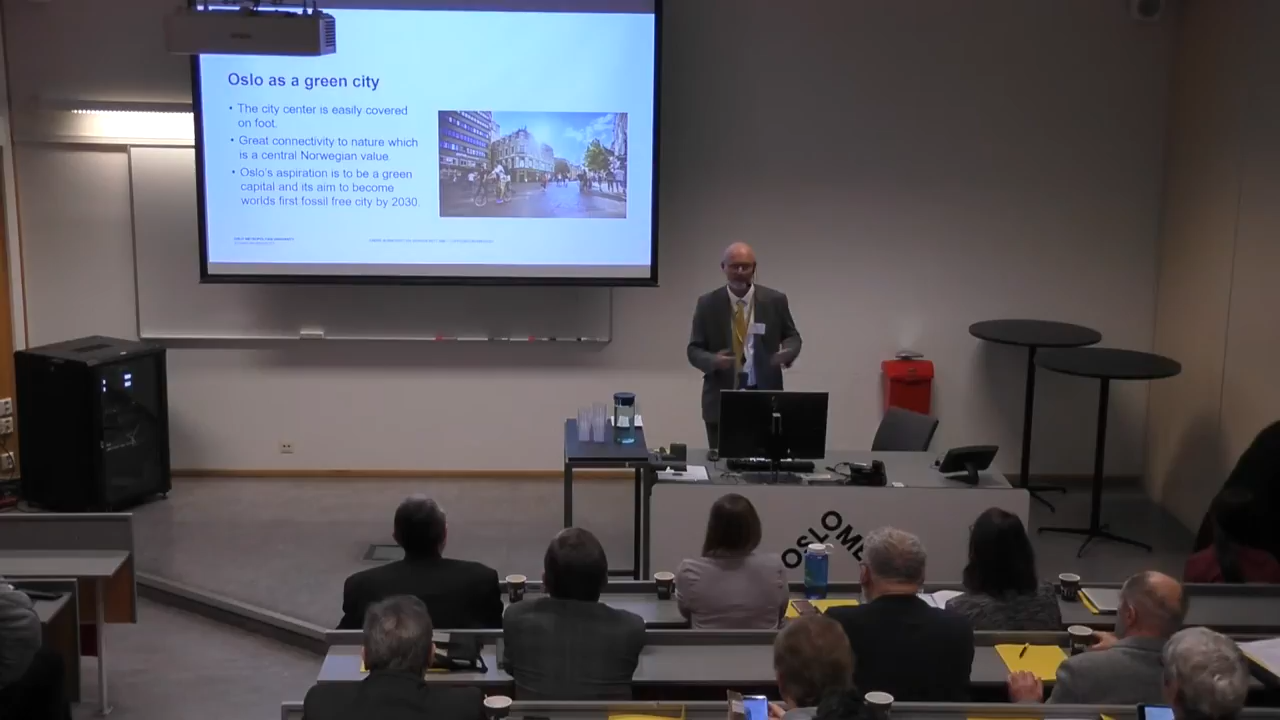 Oslo as a green city
• The city center is easily covered
on foot.
• Great connectivity to nature which
is a central Norwegian value.
• Oslo's aspiration is to be a green
capital and its aim to become
worlds first fossil free city by 2030.
OSLOME